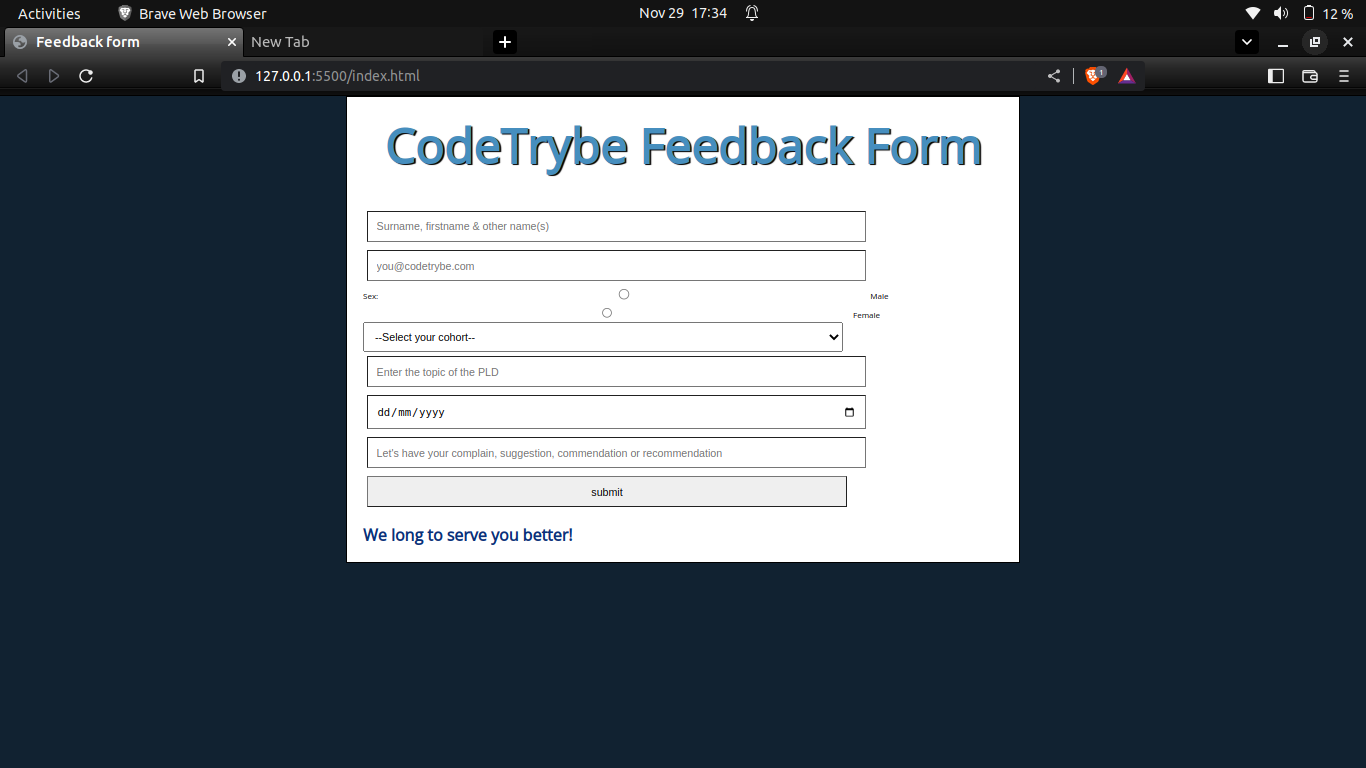 Activities
Brave Web Browser
Nov 29 17:34
12 %
Feedback form
New Tab
127.0.0.1:5500/index.html
1
CodeTrybe Feedback Form
Surname, firstname & other name(s)
you@codetrybe.com
Sex: Male
Female
--Select your cohort--
Enter the topic of the PLD
dd/mm/yyyy
Let's have your complain, suggestion, commendation or recommendation
submit
We long to serve you better!